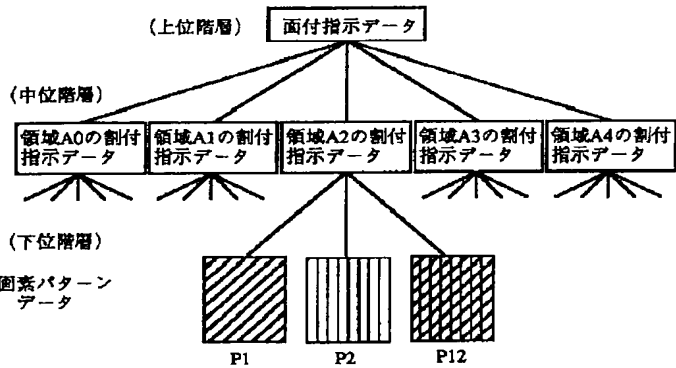 (上位階層)
面付指示データ
(中位階層)
領域A0の割付
指示データ
領域A1の割付
指示データ
領域A2の割付
指示データ
領域A3の割付
指示データ
領域A4の割付
指示データ
(下位階層)
画素パターン
データ
P1
P2
P12